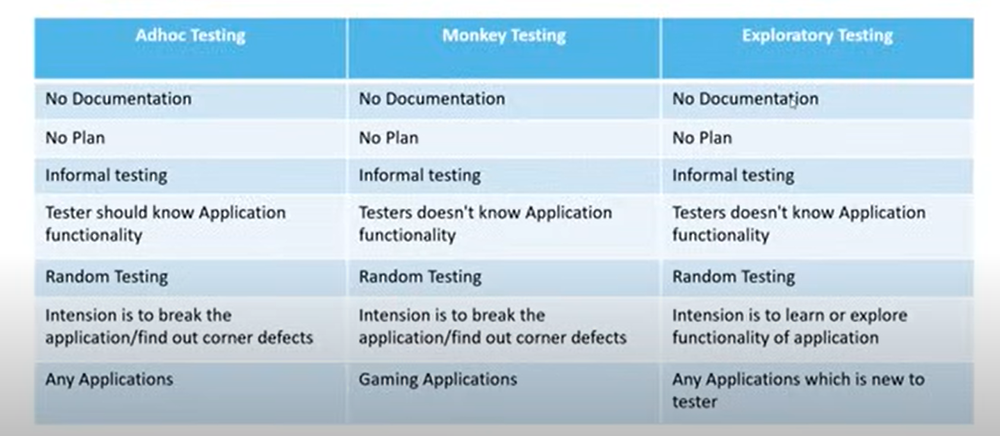 Adhoc Testing
Monkey Testing
Exploratory Testing
No Documentation
No Documentation
No Documentation
No Plan
No Plan
No Plan
Informal testing
Informal testing
Informal testing
Tester should know Application
functionality
Testers doesn't know Application
functionality
Testers doesn't know Application
functionality
Random Testing
Random Testing
Random Testing
Intension is to break the
application/find out corner defects
Intension is to break the
application/find out corner defects
Intension is to learn or explore
functionality of application
Any Applications
Gaming Applications
Any Applications which is new to
tester